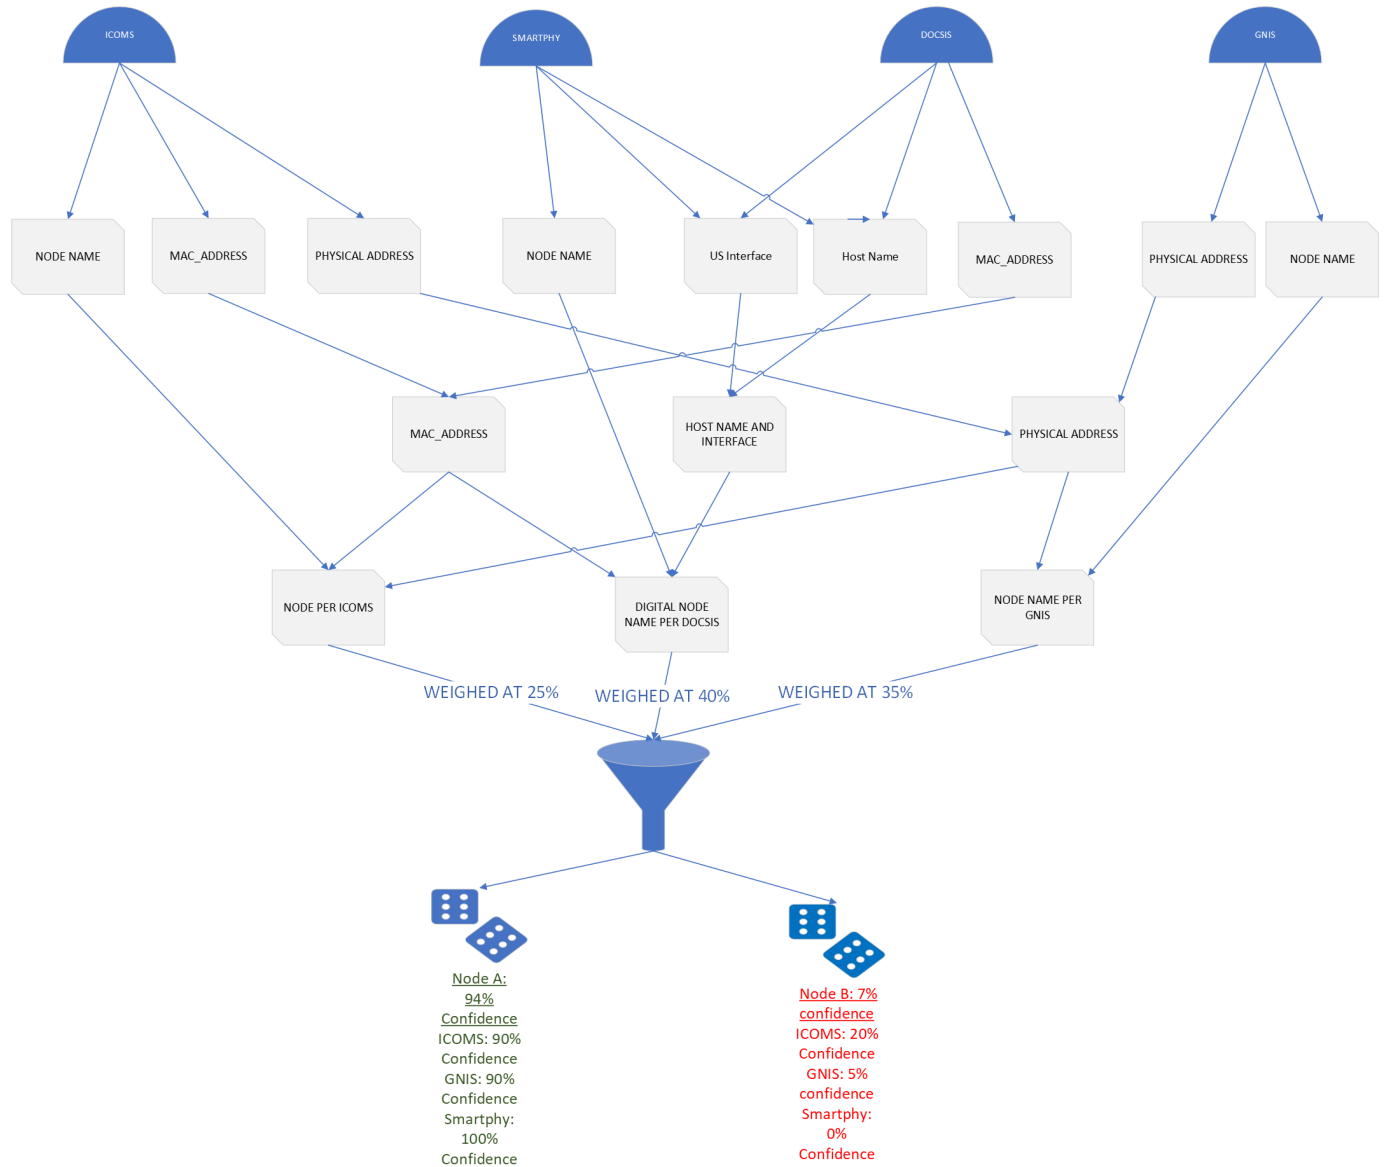 ICOMS
SMARTPHY
DOCSIS
GNIS
NODE NAME
MAC_ADDRESS
PHYSICAL ADDRESS
NODE NAME
US Interface
Host Name
MAC_ADDRESS
PHYSICAL ADDRESS
NODE NAME
MAC_ADDRESS
HOST NAME AND
INTERFACE
PHYSICAL ADDRESS
NODE PER ICOMS
DIGITAL NODE
NAME PER DOCSIS
NODE NAME PER
GNIS
WEIGHED AT 25%
WEIGHED AT 40%
WEIGHED AT 35%
Node A:
94%
Confidence
ICOMS: 90%
Confidence
GNIS: 90%
Confidence
Smartphy:
100%
Confidence
Node B: 7%
confidence
ICOMS: 20%
Confidence
GNIS: 5%
confidence
Smartphy:
0%
Confidence